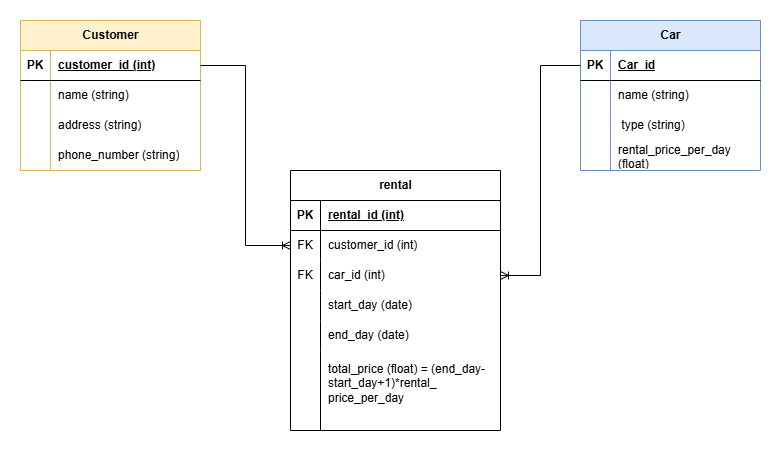 Customer
PK customer_id (int)
name (string)
address (string)
phone_number (string)
Car
PK Car_id
name (string)
type (string)
rental_price_per_day
(float)
rental
PK rental_id (int)
FK customer_id (int)
FK car_id (int)
start_day (date)
end_day (date)
total_price (float) = (end_day-
start_day+1)*rental_
price_per_day